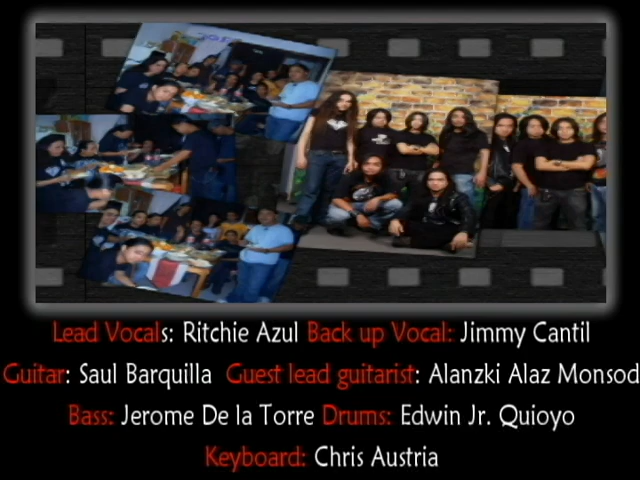 Lead Vocals: Ritchie Azul Back up Vocal: Jimmy Cantil
Guitar: Saul Barquilla Guest lead guitarist: Alanzki Alaz Monsod
Bass: Jerome De la Torre Drums: Edwin Jr. Quioyo
Keyboard: Chris Austria